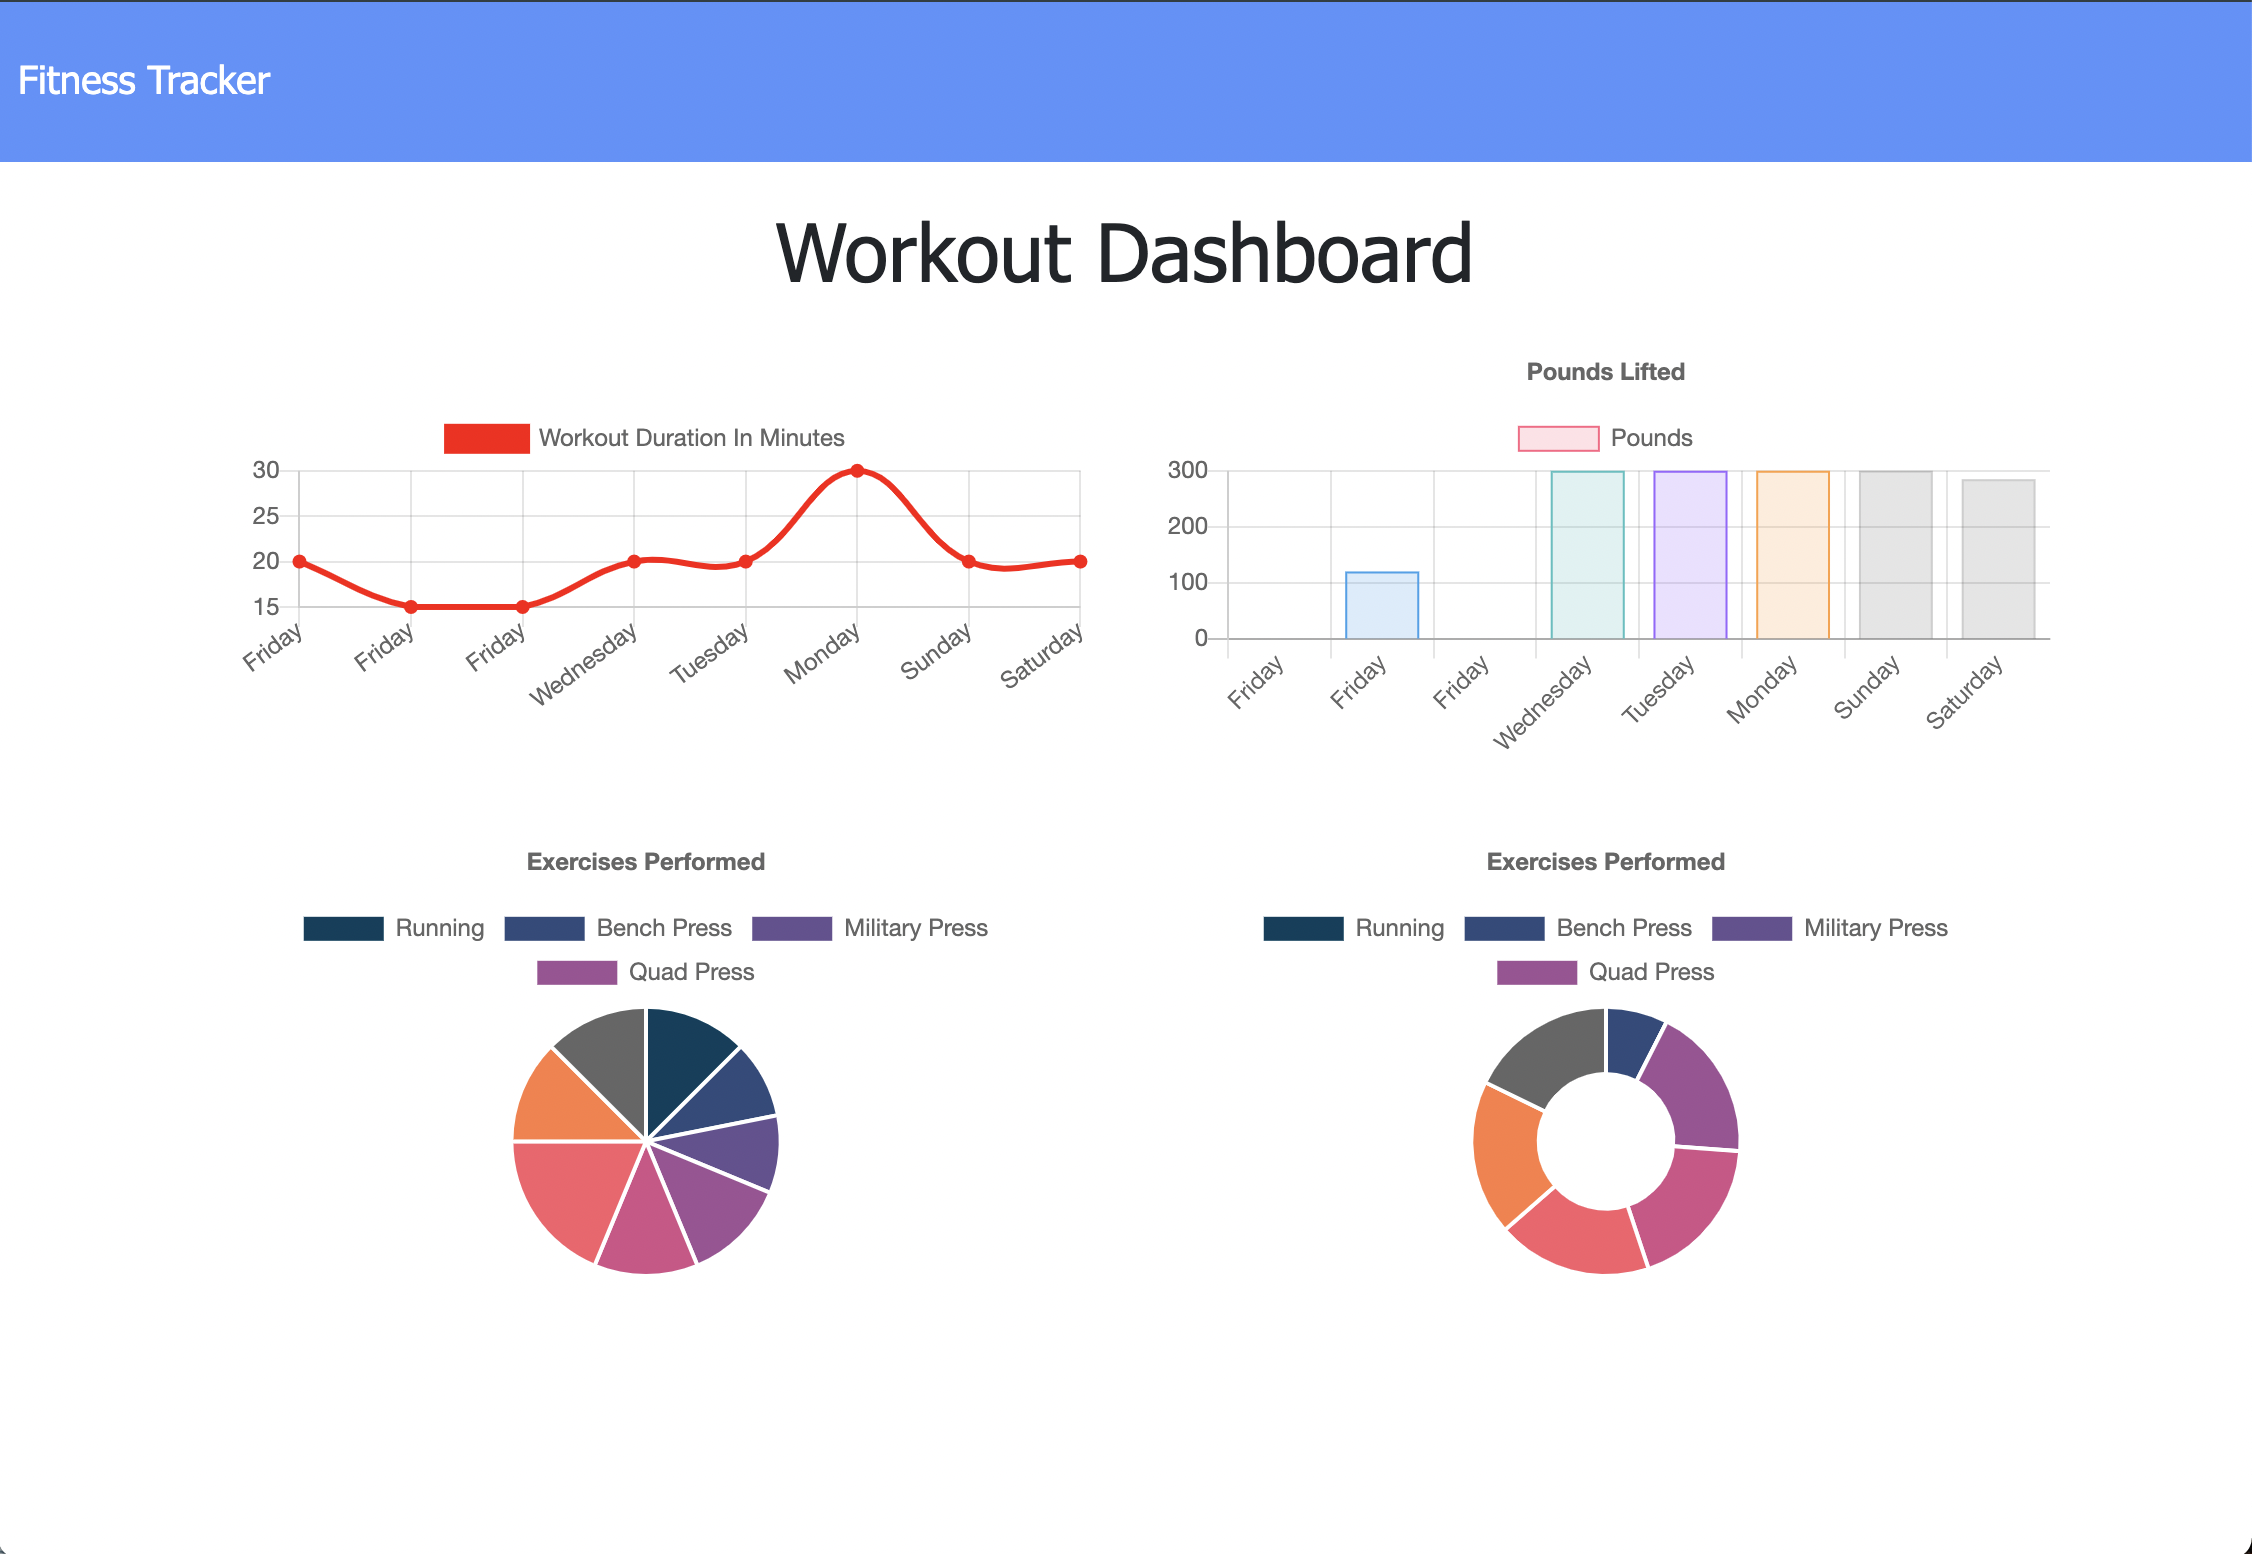 Fitness Tracker
Workout Dashboard
Workout Duration In Minutes
30
25
20
15
Friday Friday Friday Wednesday Tuesday Monday Sunday Saturday
Pounds Lifted
Pounds
300
200
100
0
Friday Friday Friday Wednesday Tuesday Monday Sunday Saturday
Exercises Performed
Running Bench Press Military Press
Quad Press
Exercises Performed
Running Bench Press Military Press
Quad Press